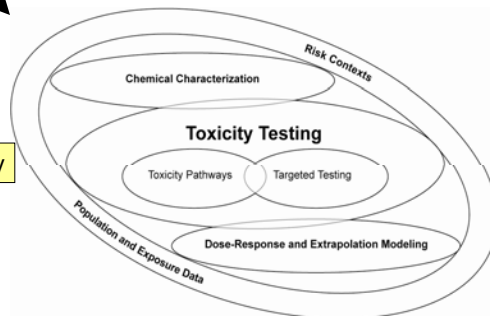 Risk Contexts
Chemical Characterization
Toxicity Testing
y
Toxicity Pathways
Targeted Testing
Population and Exposure Data
Dose-Response and Extrapolation Modeling